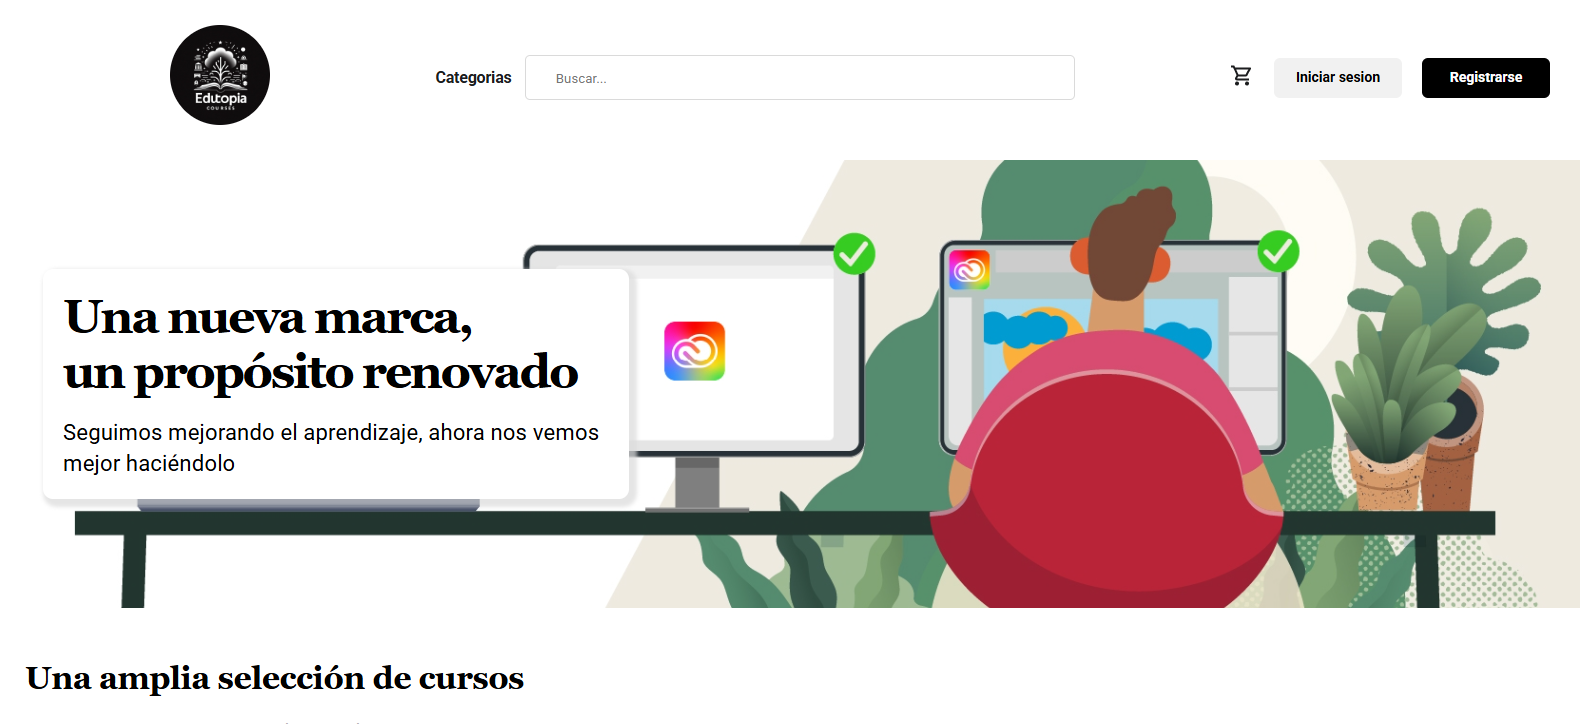 Edutopia
COURSES
Categorias
Buscar...
Iniciar sesion
Registrarse
Una nueva marca,
un propósito renovado
Seguimos mejorando el aprendizaje, ahora nos vemos
mejor haciéndolo
Una amplia selección de cursos